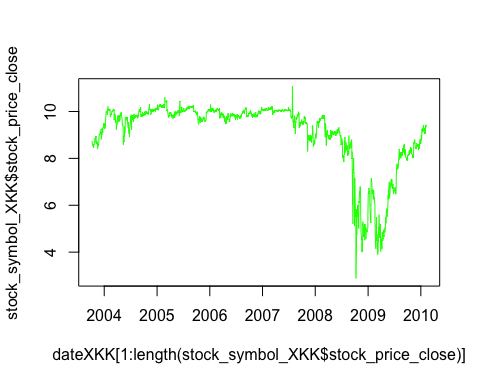 stock_symbol_XKK$stock_price_close
10
8
6
4
2004 2005 2006 2007 2008 2009 2010
dateXKK[1:length(stock_symbol_XKK$stock_price_close)]